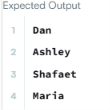 Expected Output
1 Dan
2 Ashley
3 Shafaet
4 Maria